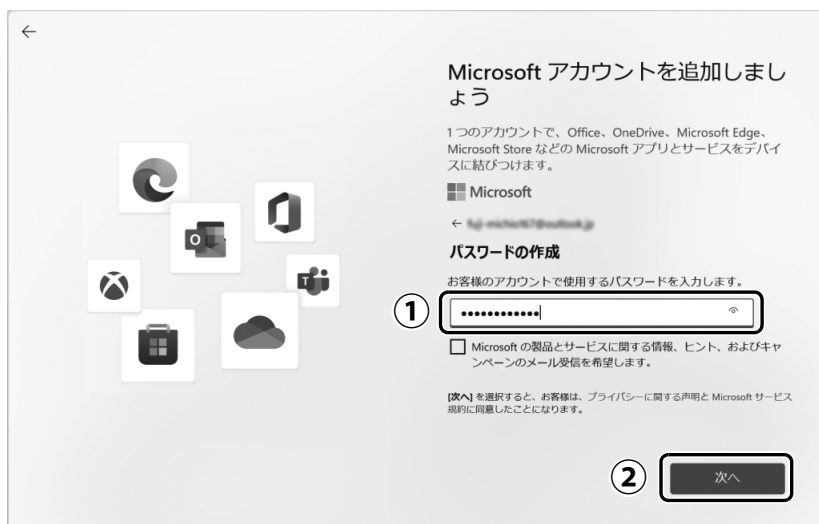 ←
Microsoft アカウントを追加しまし
ょう
1 つのアカウントで、Office、OneDrive、Microsoft Edge、
Microsoft Store などの Microsoft アプリとサービスをデバイ
スに結びつけます。
Microsoft
←
パスワードの作成
お客様のアカウントで使用するパスワードを入力します。
①
••••••••••••
Microsoft の製品とサービスに関する情報、ヒント、およびキャ
ンペーンのメール受信を希望します。
[次へ] を選択すると、お客様は、プライバシーに関する声明と Microsoft サービス
規約に同意したことになります。
②
次へ